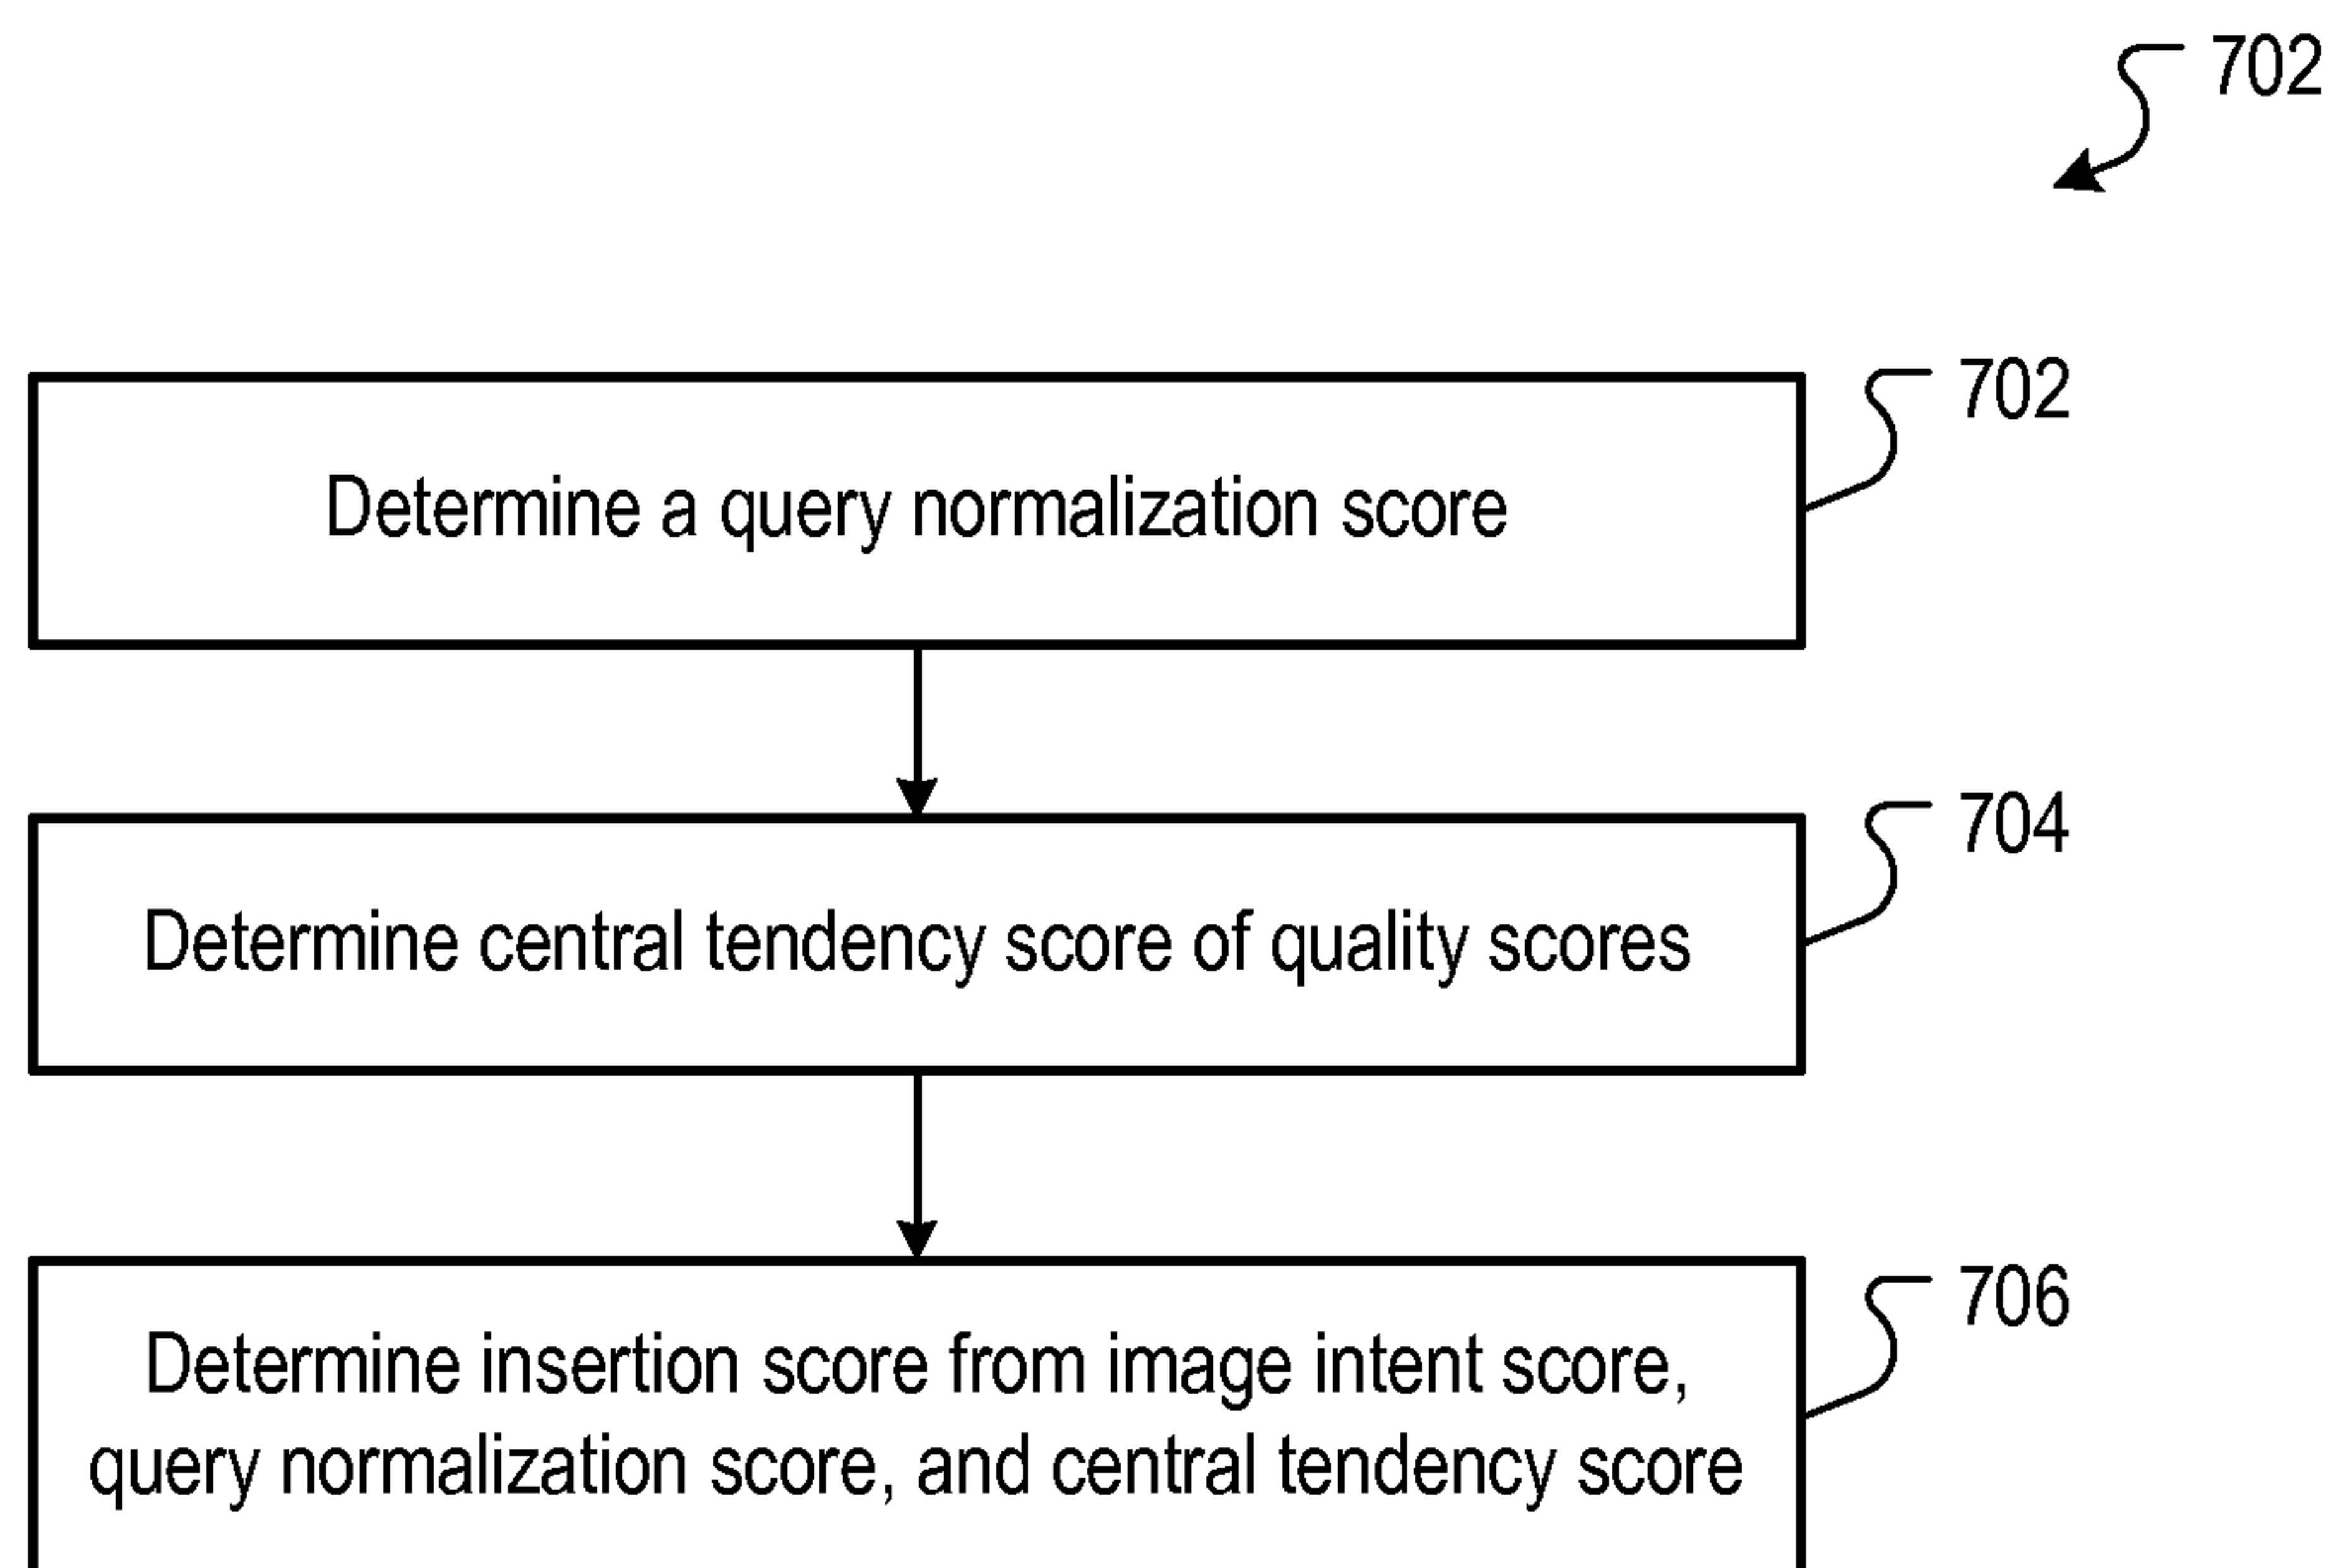 702
702
Determine a query normalization score
704
Determine central tendency score of quality scores
706
Determine insertion score from image intent score,
query normalization score, and central tendency score